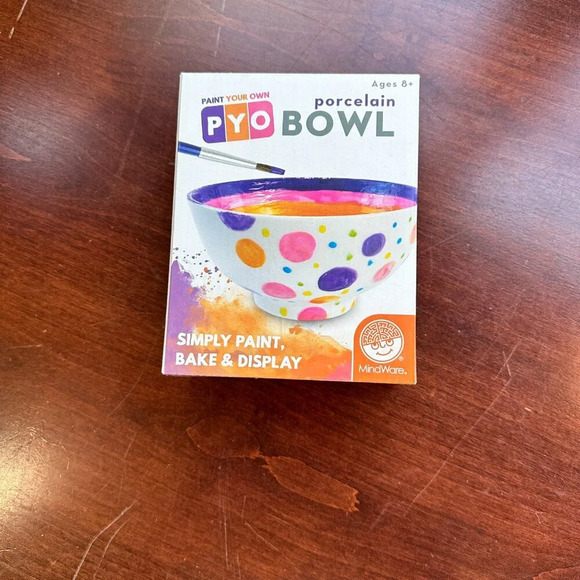 Ages 8+
PAINT YOUR OWN
PYO
porcelain
BOWL
SIMPLY PAINT,
BAKE & DISPLAY
MindWare®